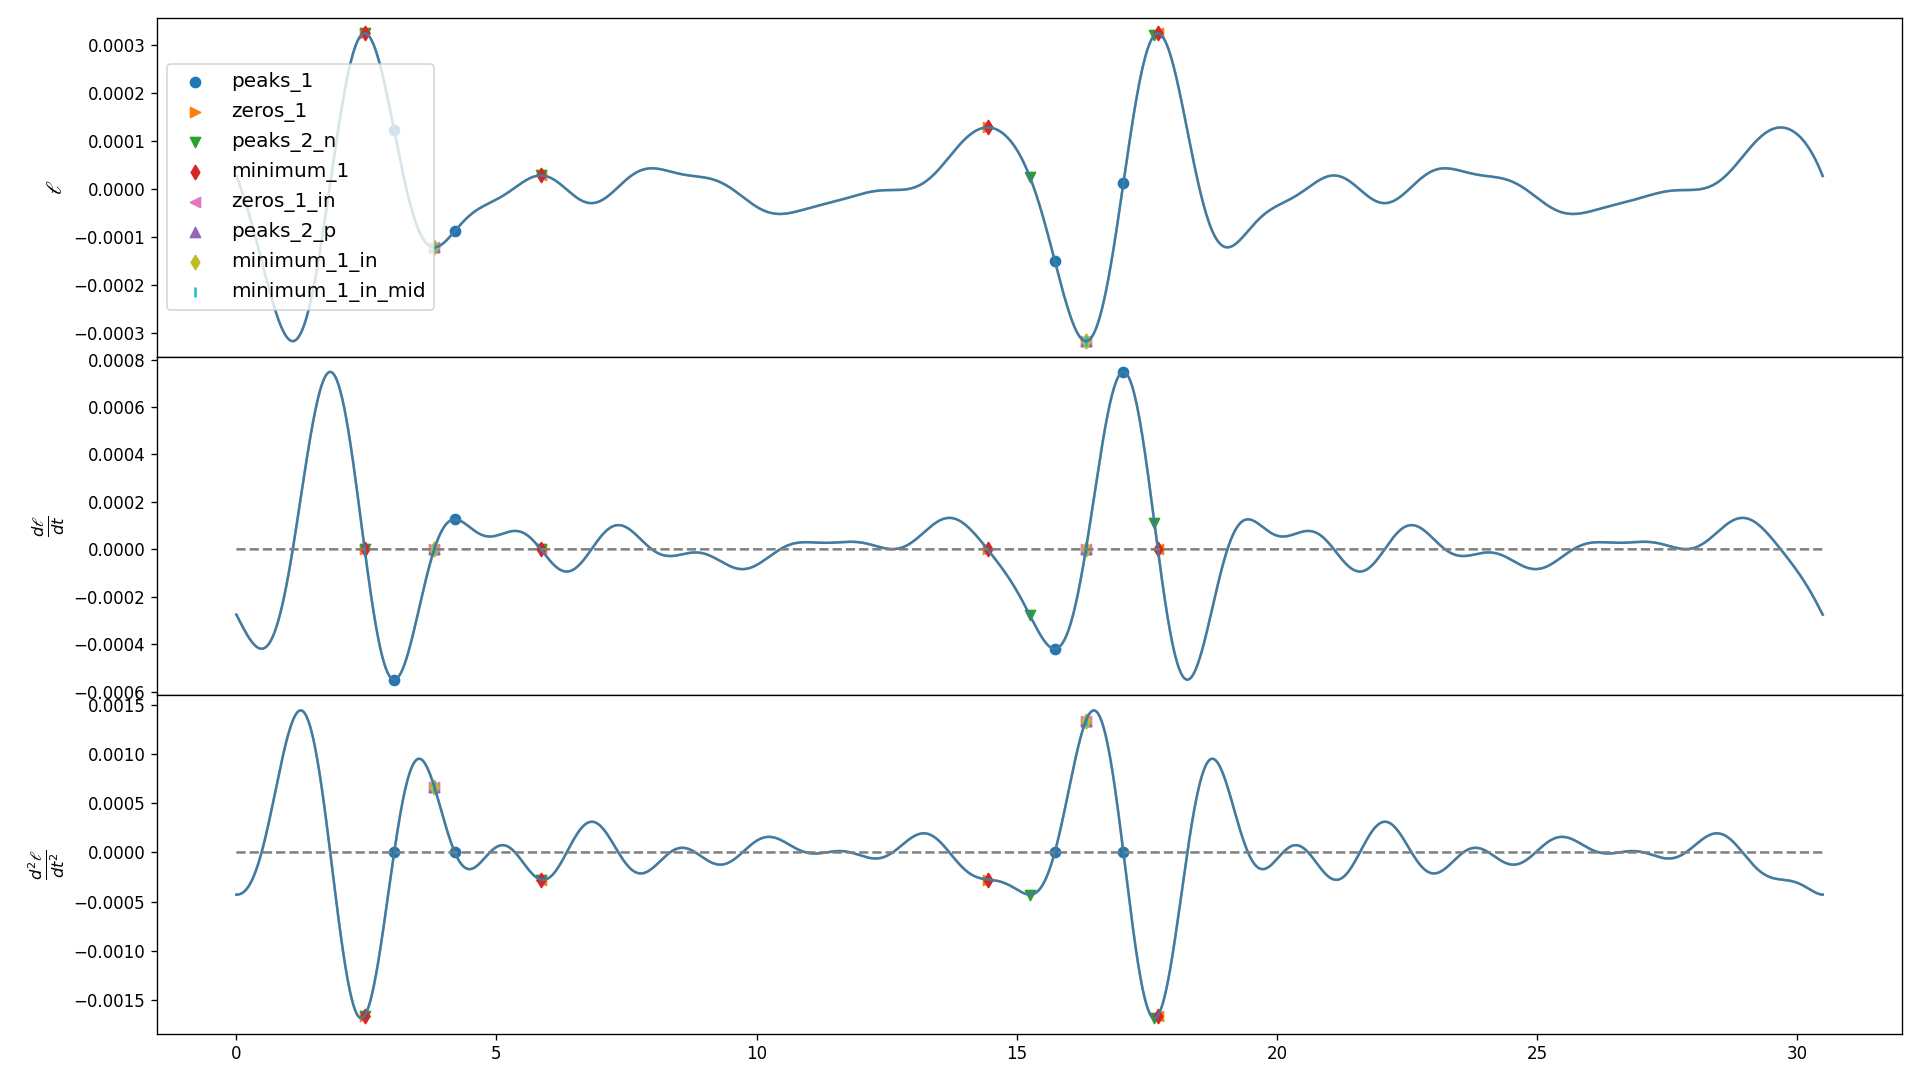 0.0003
0.0002
0.0001
0.0000
−0.0001
−0.0002
−0.0003
ℓ
peaks_1
zeros_1
peaks_2_n
minimum_1
zeros_1_in
peaks_2_p
minimum_1_in
minimum_1_in_mid
0.0008
0.0006
0.0004
0.0002
0.0000
−0.0002
−0.0004
−0.0006
dℓ
dt
0.0015
0.0010
0.0005
0.0000
−0.0005
−0.0010
−0.0015
d²ℓ
dt²
0 5 10 15 20 25 30